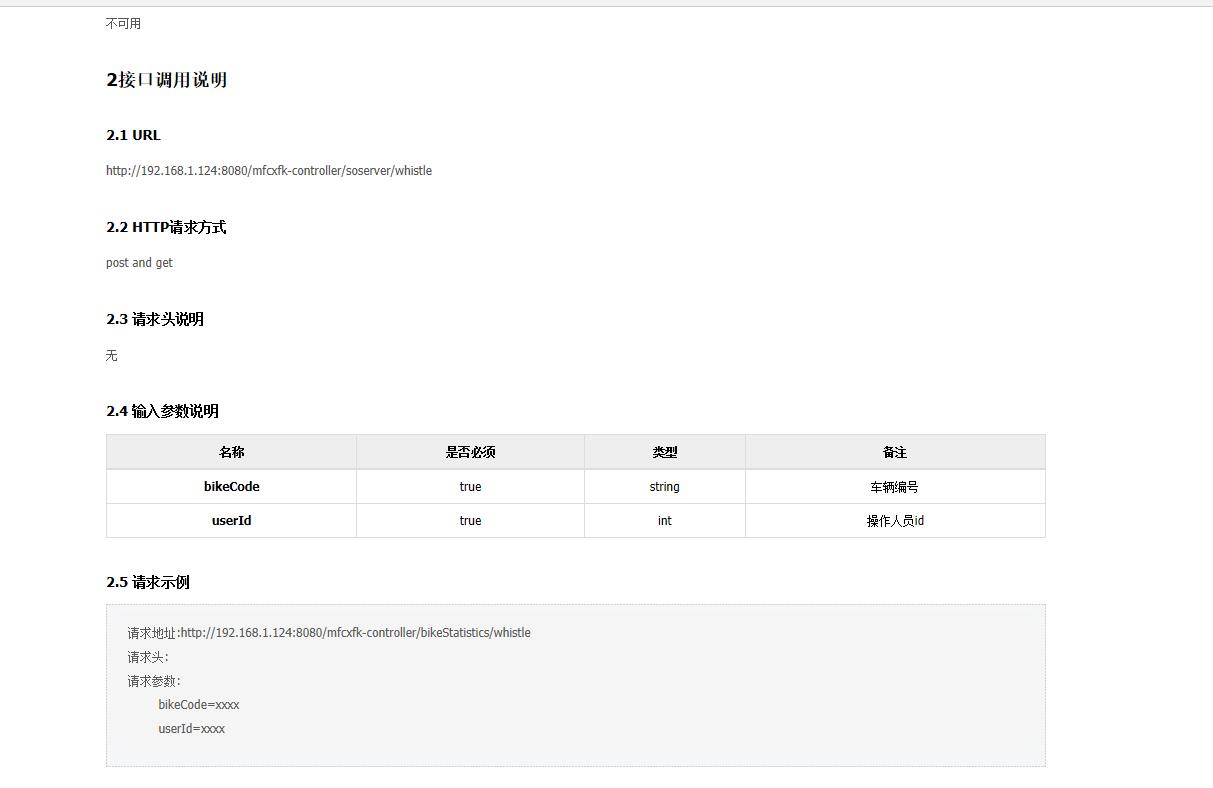 不可用
2接口调用说明
2.1 URL
http://192.168.1.124:8080/mfcxfk-controller/soserver/whistle
2.2 HTTP请求方式
post and get
2.3 请求头说明
无
2.4 输入参数说明
名称 是否必须 类型 备注
bikeCode true string 车辆编号
userId true int 操作人员id
2.5 请求示例
请求地址:http://192.168.1.124:8080/mfcxfk-controller/bikeStatistics/whistle
请求头:
请求参数:
bikeCode=xxxx
userId=xxxx